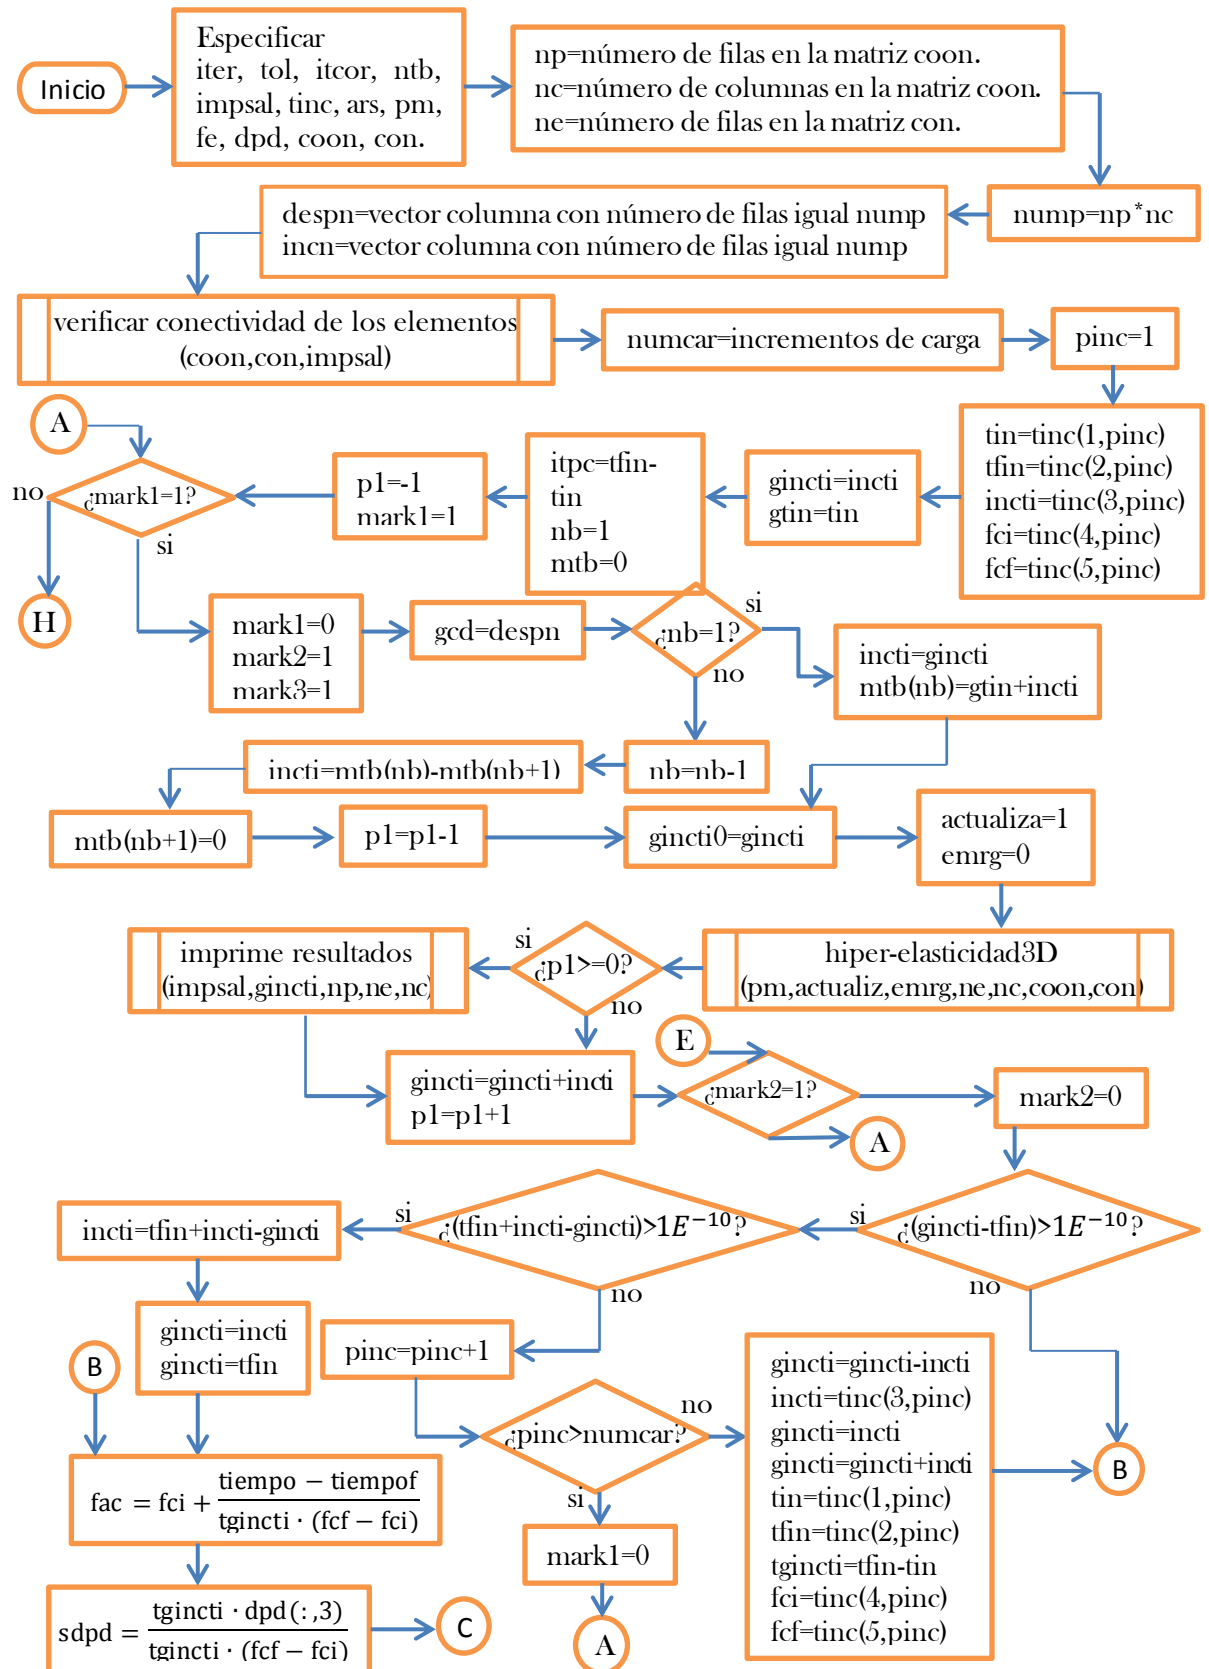 Inicio
Especificar
iter, tol, itcor, ntb,
impsal, tinc, ars, pm,
fe, dpd, coon, con.
np=número de filas en la matriz coon.
nc=número de columnas en la matriz coon.
ne=número de filas en la matriz con.
nump=np*nc
despn=vector columna con número de filas igual nump
incn=vector columna con número de filas igual nump
verificar conectividad de los elementos
(coon,con,impsal)
numcar=incrementos de carga
pinc=1
tin=tinc(1,pinc)
tfin=tinc(2,pinc)
incti=tinc(3,pinc)
fci=tinc(4,pinc)
fcf=tinc(5,pinc)
gincti=incti
gtin=tin
itpc=tfin-
tin
nb=1
mtb=0
p1=-1
mark1=1
A
¿mark1=1?
no
si
H
mark1=0
mark2=1
mark3=1
gcd=despn
¿nb=1?
si
no
incti=gincti
mtb(nb)=gtin+incti
nb=nb-1
incti=mtb(nb)-mtb(nb+1)
mtb(nb+1)=0
p1=p1-1
gincti0=gincti
actualiza=1
emrg=0
hiper-elasticidad3D
(pm,actualiz,emrg,ne,nc,coon,con)
¿p1>=0?
si
no
imprime resultados
(impsal,gincti,np,ne,nc)
gincti=gincti+incti
p1=p1+1
E
¿mark2=1?
A
mark2=0
¿(gincti-tfin)>1E⁻¹⁰?
si
no
¿(tfin+incti-gincti)>1E⁻¹⁰?
si
no
incti=tfin+incti-gincti
gincti=incti
gincti=tfin
B
pinc=pinc+1
¿pinc>numcar?
no
si
gincti=gincti-incti
incti=tinc(3,pinc)
gincti=incti
gincti=gincti+incti
tin=tinc(1,pinc)
tfin=tinc(2,pinc)
tgincti=tfin-tin
fci=tinc(4,pinc)
fcf=tinc(5,pinc)
B
mark1=0
A
fac = fci + (tiempo − tiempof)/(tgincti · (fcf − fci))
sdpd = (tgincti · dpd(:,3))/(tgincti · (fcf − fci))
C